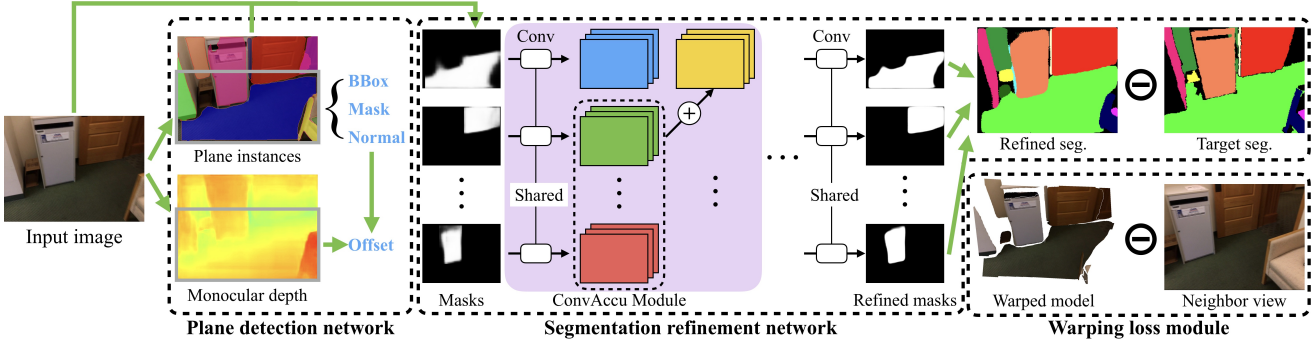 Input image
Plane instances
BBox
Mask
Normal
Offset
Monocular depth
Plane detection network
Masks
Conv
Shared
ConvAccu Module
Conv
Shared
Refined masks
Segmentation refinement network
Refined seg.
Target seg.
Warped model
Neighbor view
Warping loss module